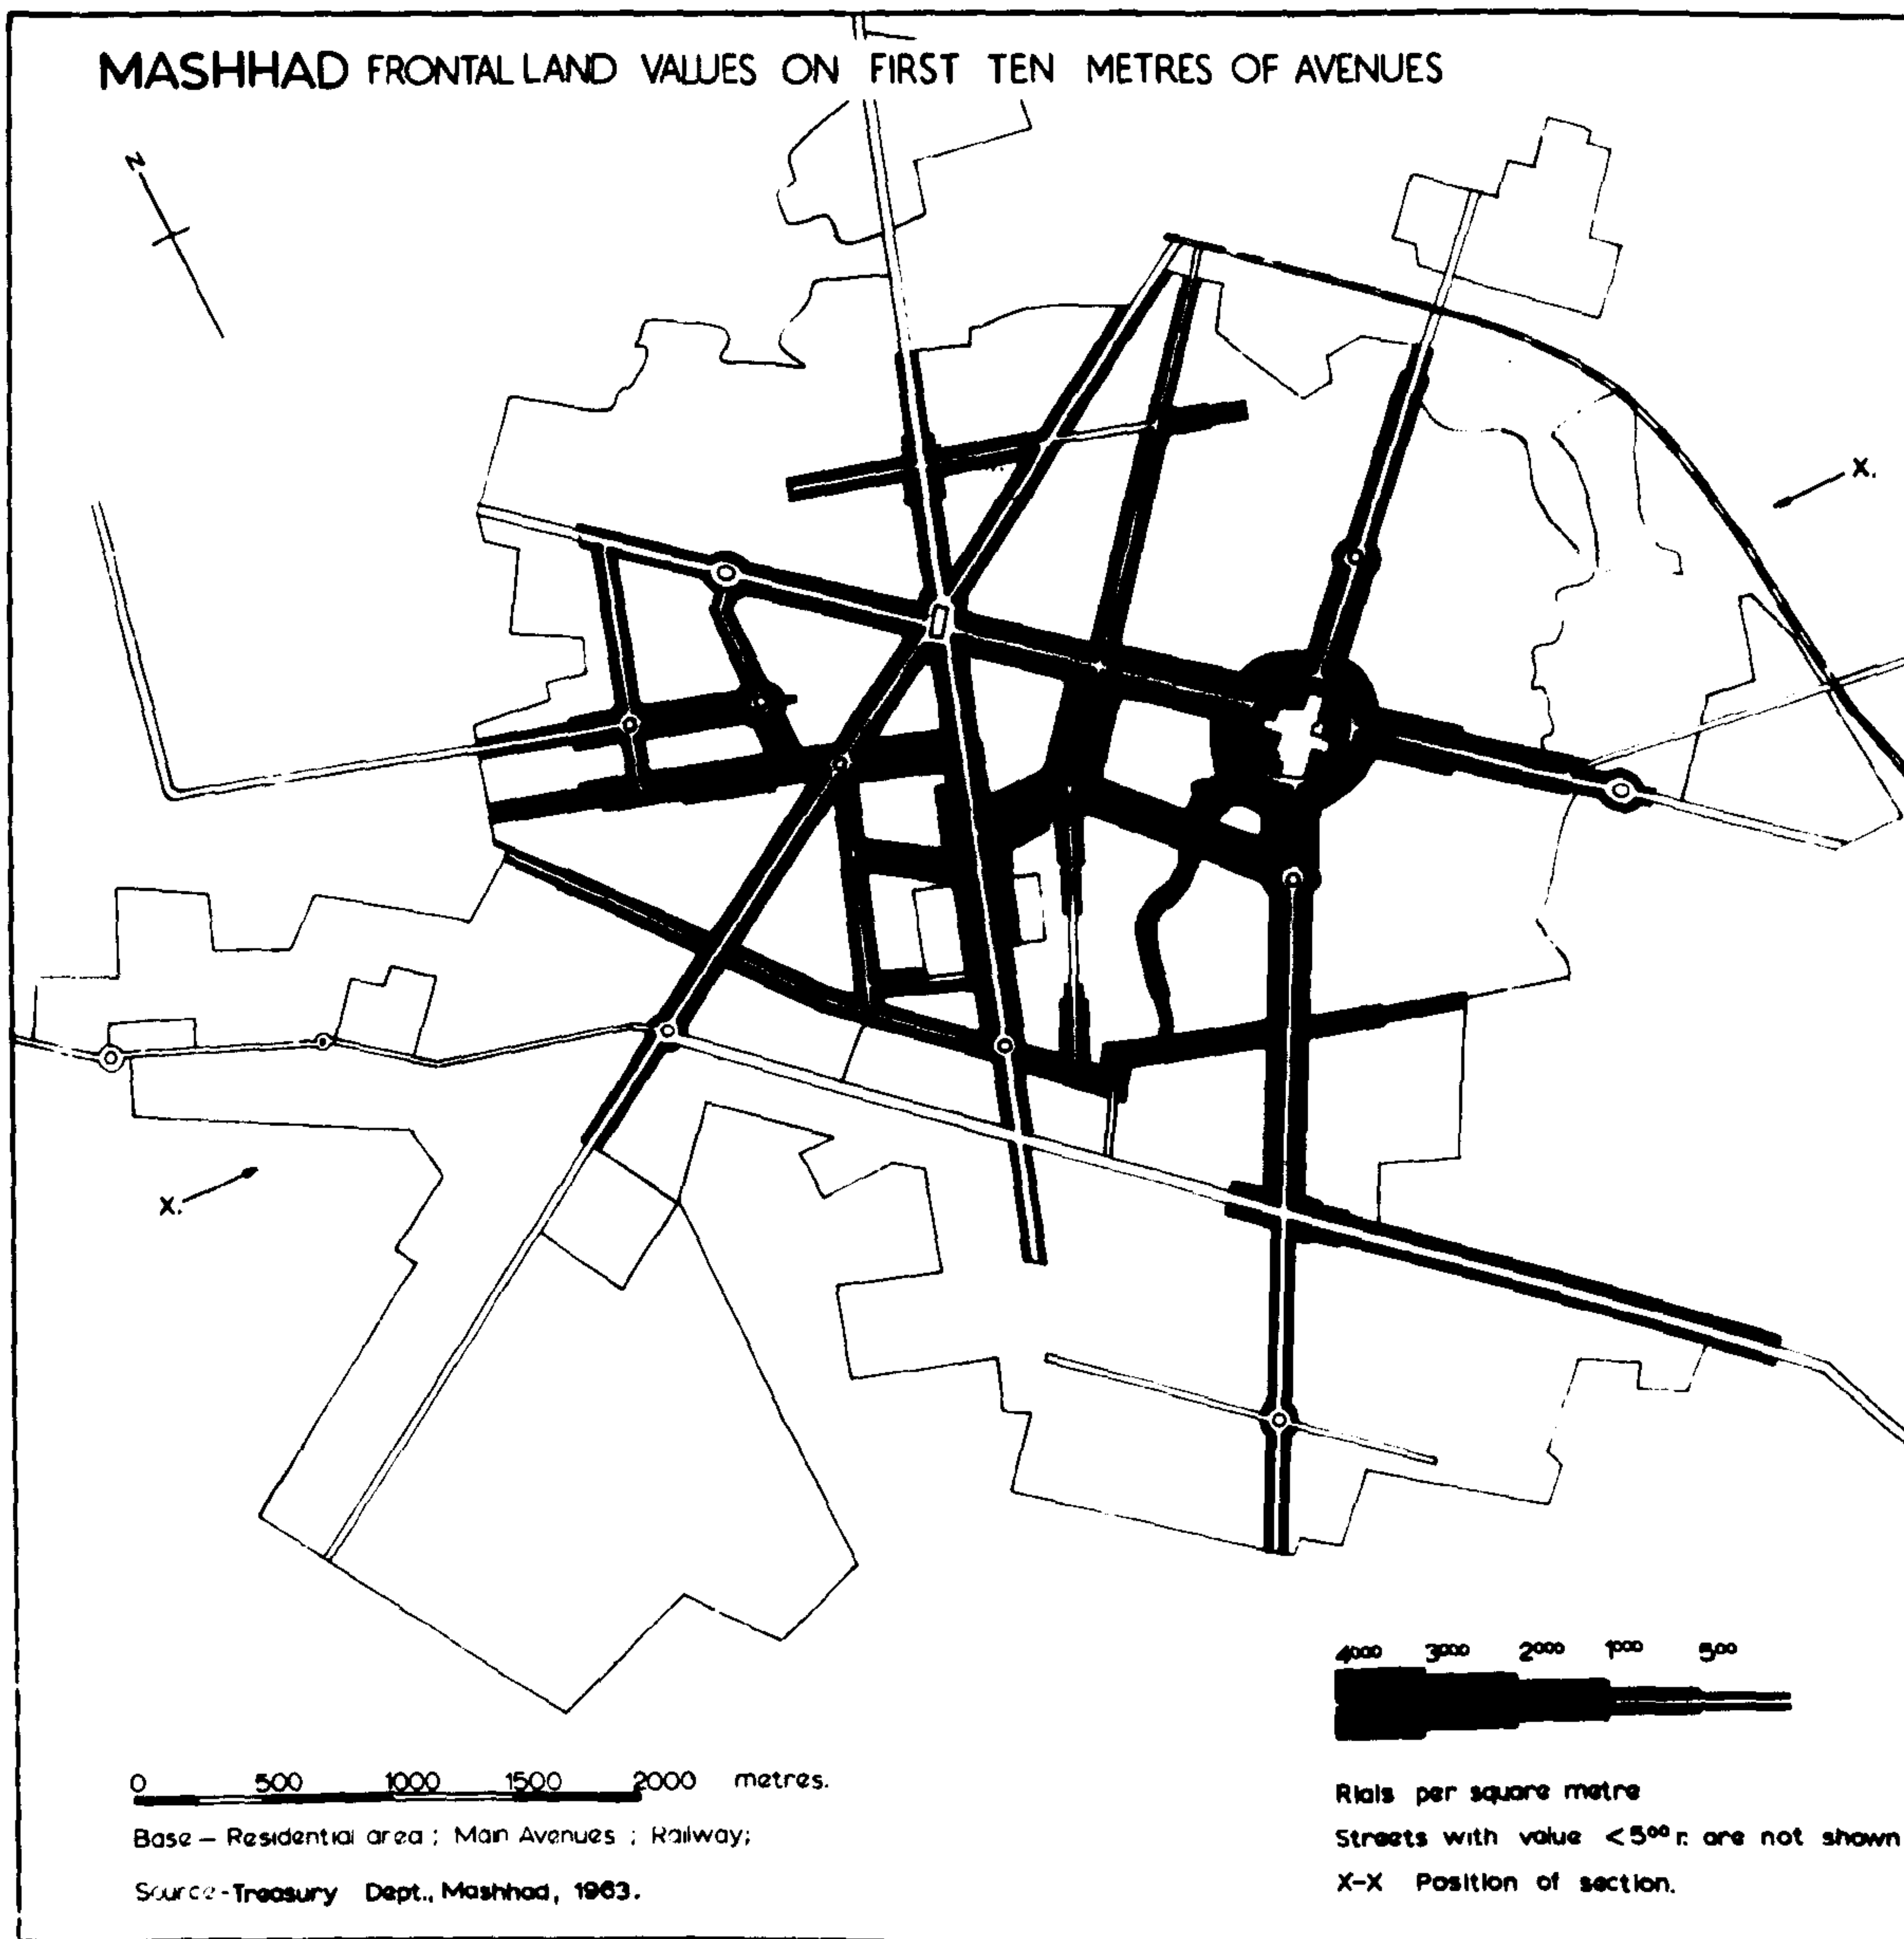 MASHHAD FRONTAL LAND VALUES ON FIRST TEN METRES OF AVENUES
N
X.
X.
4000 3000 2000 1000 500
0 500 1000 1500 2000 metres.
Rials per square metre
Base – Residential area ; Main Avenues ; Railway;
Streets with value <500 r. are not shown
Source-Treasury Dept., Mashhad, 1963.
X-X Position of section.